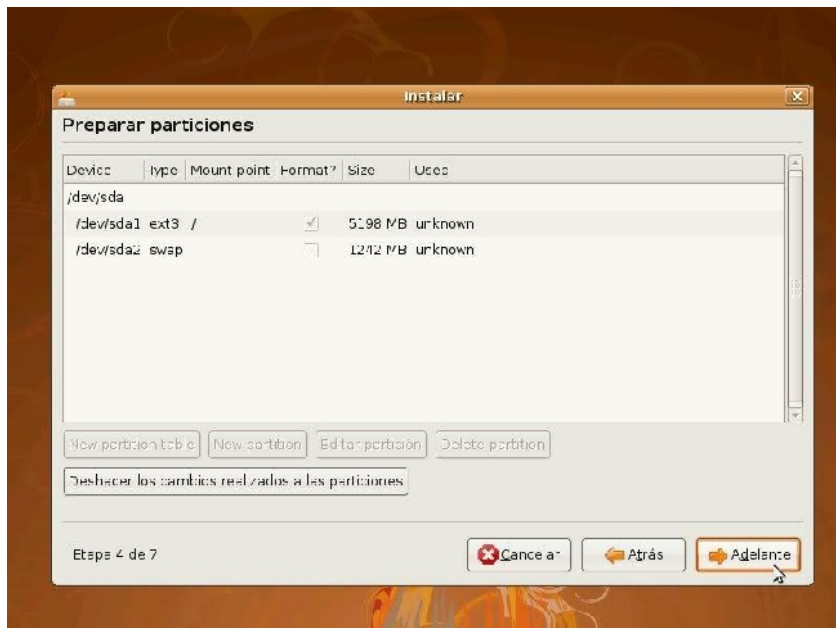 Instalar
Preparar particiones
Device Type Mount point Format? Size Used
/dev/sda
/dev/sda1 ext3 / 5198 MB unknown
/dev/sda2 swap 1242 MB unknown
New partition table New partition Editar partición Delete partition
Deshacer los cambios realizados a las particiones
Etapa 4 de 7 Cancelar Atrás Adelante